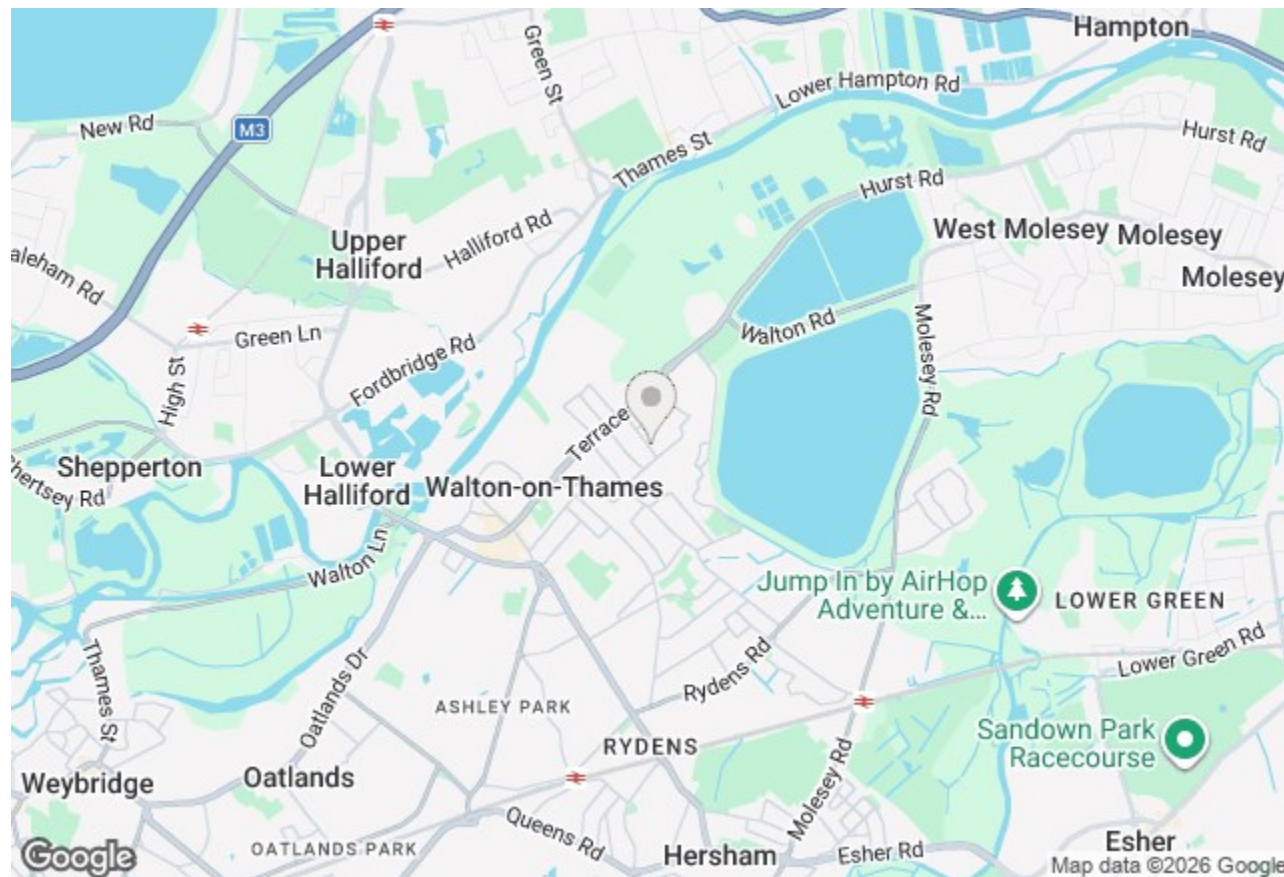 Hampton
Lower Hampton Rd
Green St
New Rd
M3
Hurst Rd
Thames St
Hurst Rd
Upper
Halliford
Halliford Rd
West Molesey
Molesey
Molesey
aleham Rd
Green Ln
Walton Rd
Molesey Rd
Fordbridge Rd
High St
Terrace
Shepperton
Lower
Halliford
Walton-on-Thames
hertsey Rd
Walton Ln
Jump In by AirHop
Adventure &...
LOWER GREEN
Thames St
Oatlands Dr
Rydens Rd
Lower Green Rd
ASHLEY PARK
RYDENS
Sandown Park
Racecourse
Weybridge
Oatlands
Molesey Rd
Queens Rd
OATLANDS PARK
Hersham
Esher Rd
Esher
Google
Map data ©2026 Google